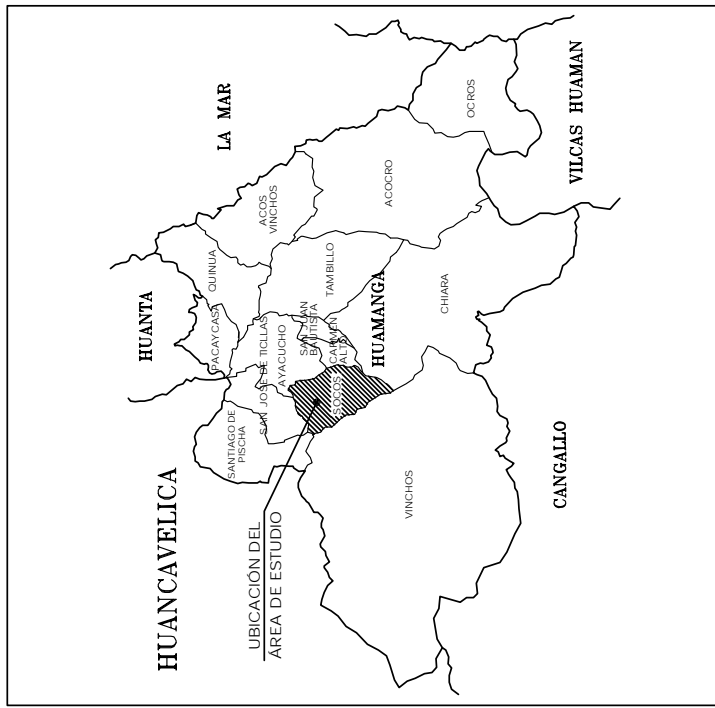 HUANCAVELICA
HUANTA
LA MAR
UBICACIÓN DEL
ÁREA DE ESTUDIO
SANTIAGO DE
PISCHA
SAN JOSE DE TICLLAS
PACAYCASA
QUINUA
ACOS
VINCHOS
AYACUCHO
SAN JUAN
BAUTISTA
CARMEN
ALTO
SOCOS
TAMBILLO
HUAMANGA
ACOCRO
OCROS
VINCHOS
CHIARA
CANGALLO
VILCAS HUAMAN